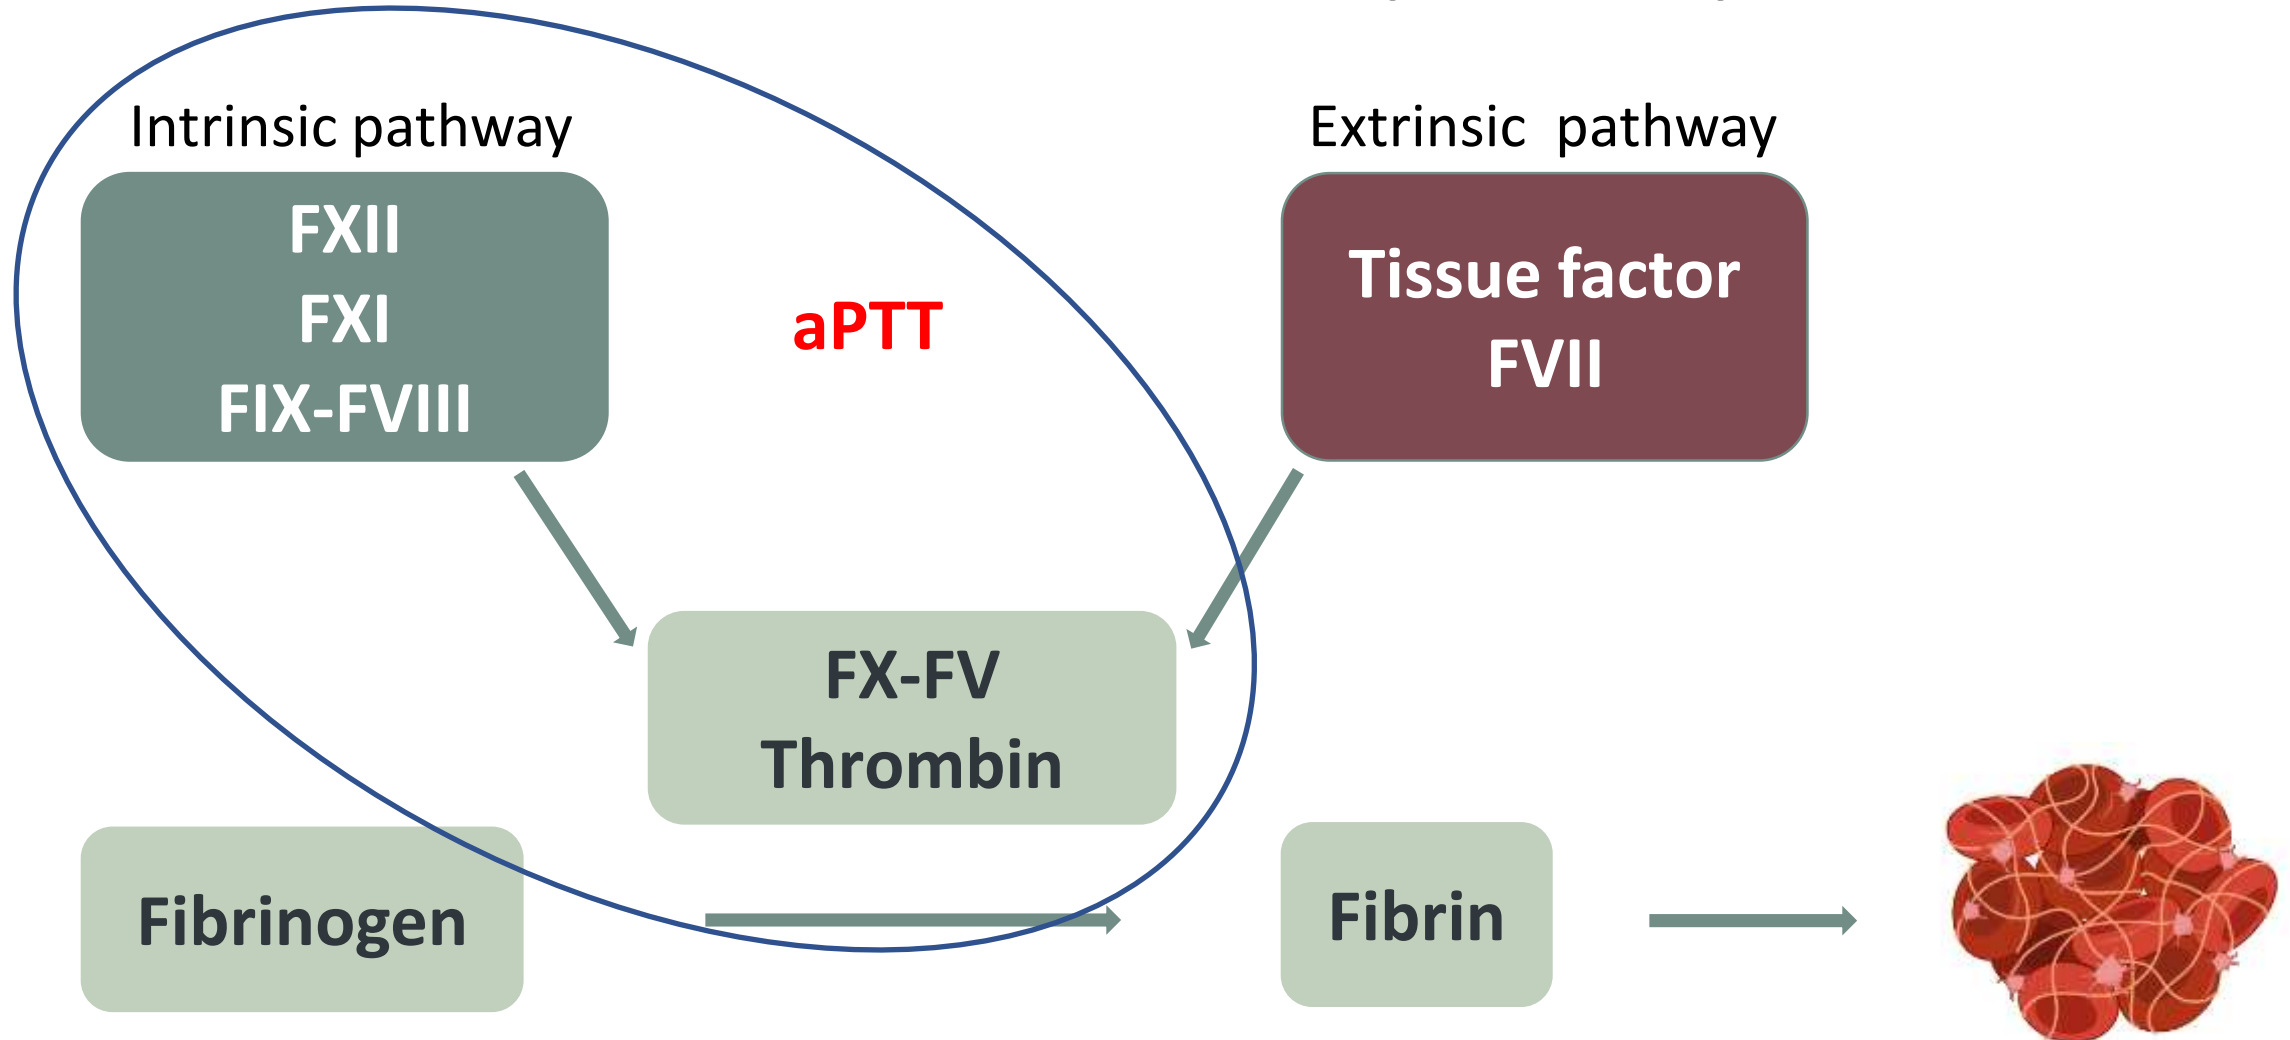 Intrinsic pathway
FXII
FXI
FIX-FVIII
aPTT
Extrinsic pathway
Tissue factor
FVII
FX-FV
Thrombin
Fibrinogen
Fibrin